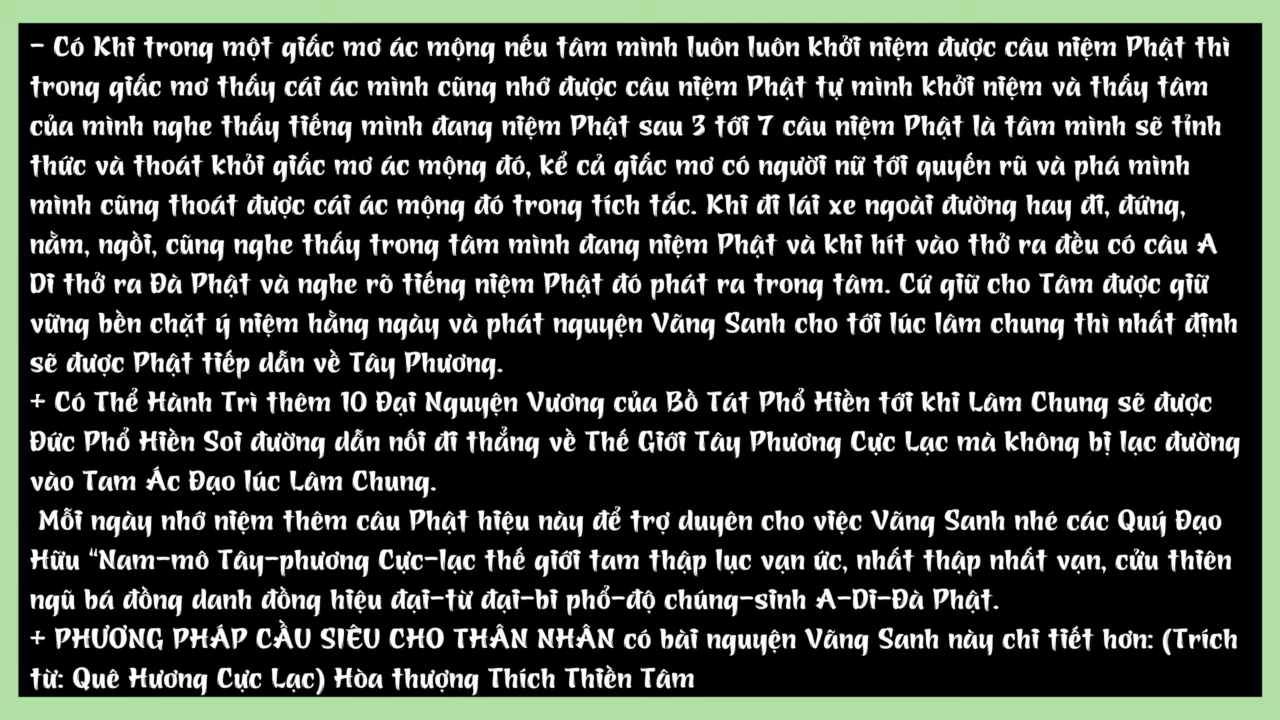 - Có Khi trong một giấc mơ ác mộng nếu tâm mình luôn luôn khởi niệm được câu niệm Phật thì
trong giấc mơ thấy cái ác mình cũng nhớ được câu niệm Phật tự mình khởi niệm và thấy tâm
của mình nghe thấy tiếng mình đang niệm Phật sau 3 tới 7 câu niệm Phật là tâm mình sẽ tỉnh
thức và thoát khỏi giấc mơ ác mộng đó, kể cả giấc mơ có người nữ tới quyến rũ và phá mình
mình cũng thoát được cái ác mộng đó trong tích tắc. Khi đi lái xe ngoài đường hay đi, đứng,
nằm, ngồi, cũng nghe thấy trong tâm mình đang niệm Phật và khi hít vào thở ra đều có câu A
Di thở ra Đà Phật và nghe rõ tiếng niệm Phật đó phát ra trong tâm. Cứ giữ cho Tâm được giữ
vững bền chặt ý niệm hằng ngày và phát nguyện Vãng Sanh cho tới lúc lâm chung thì nhất định
sẽ được Phật tiếp dẫn về Tây Phương.
+ Có Thể Hành Trì thêm 10 Đại Nguyện Vương của Bồ Tát Phổ Hiền tới khi Lâm Chung sẽ được
Đức Phổ Hiền Soi đường dẫn nối đi thẳng về Thế Giới Tây Phương Cực Lạc mà không bị lạc đường
vào Tam Ác Đạo lúc Lâm Chung.
Mỗi ngày nhớ niệm thêm câu Phật hiệu này để trợ duyên cho việc Vãng Sanh nhé các Quý Đạo
Hữu “Nam-mô Tây-phương Cực-lạc thế giới tam thập lục vạn ức, nhất thập nhất vạn, cửu thiên
ngũ bá đồng danh đồng hiệu đại-từ đại-bi phổ-độ chúng-sinh A-Di-Đà Phật.
+ PHƯƠNG PHÁP CẦU SIÊU CHO THÂN NHÂN có bài nguyện Vãng Sanh này chi tiết hơn: (Trích
từ: Quê Hương Cực Lạc) Hòa thượng Thích Thiền Tâm